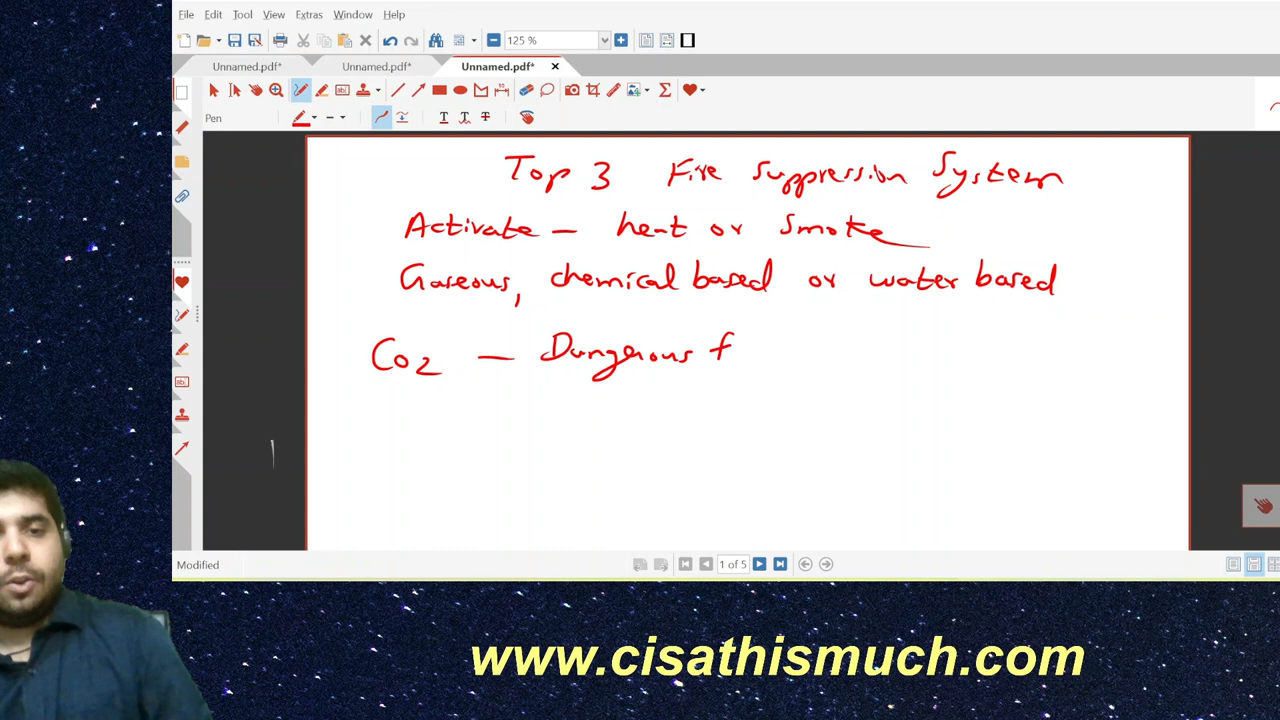 File Edit Tool View Extras Window Help
125 %
Unnamed.pdf* Unnamed.pdf* Unnamed.pdf*
Pen
Top 3 Fire Suppression System
Activate — heat or Smoke
Gaseous, chemical based or water based
Co2 — Dangerous f
Modified
1 of 5
www.cisathismuch.com